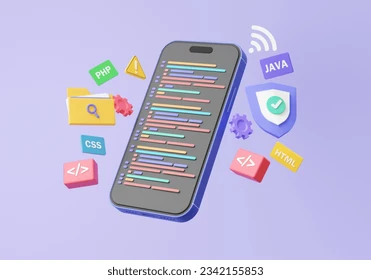 PHP
JAVA
CSS
</>
</>
HTML
shutterstock.com · 2342155853